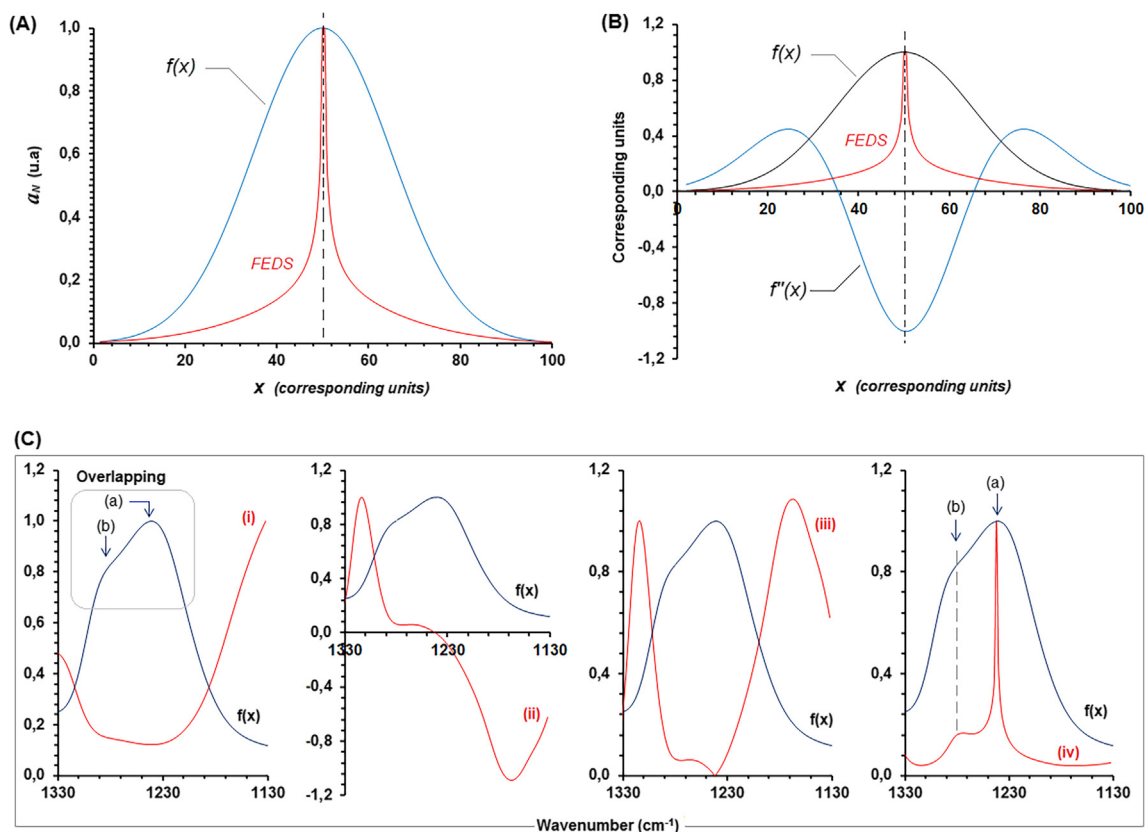 (A)
1,0
0,8
0,6
0,4
0,2
0,0
a_N (u.a)
f(x)
FEDS
0 20 40 60 80 100
x (corresponding units)
(B)
1,2
0,8
0,4
0,0
-0,4
-0,8
-1,2
Corresponding units
f(x)
FEDS
f"(x)
0 20 40 60 80 100
x (corresponding units)
(C)
1,2
1,0
0,8
0,6
0,4
0,2
0,0
Overlapping
(a)
(b)
(i)
f(x)
1330 1230 1130
1,2
0,8
0,4
0,0
-0,4
-0,8
-1,2
f(x)
1330 1230 1130
(ii)
1,2
0,8
0,4
0,0
(iii)
f(x)
1330 1230 1130
1,2
0,8
0,4
0,0
(a)
(b)
f(x)
(iv)
1330 1230 1130
Wavenumber (cm⁻¹)